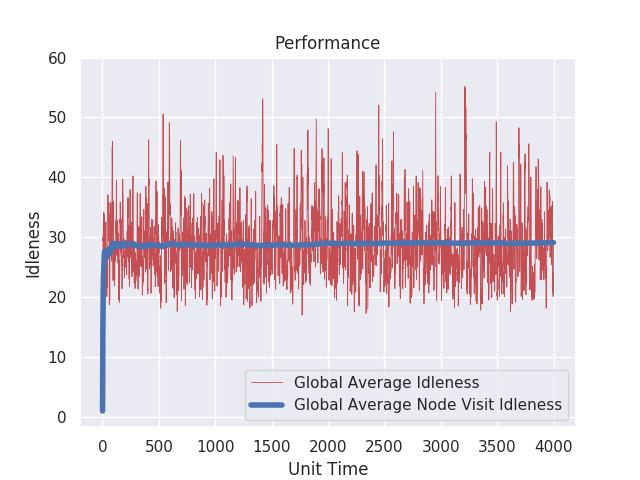 Performance
Idleness
60
50
40
30
20
10
0
Global Average Idleness
Global Average Node Visit Idleness
0 500 1000 1500 2000 2500 3000 3500 4000
Unit Time